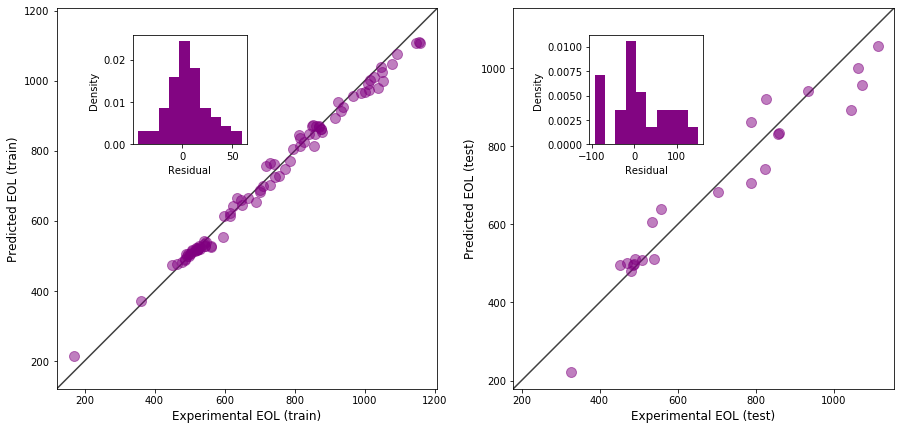 1200
1000
800
600
400
200
Predicted EOL (train)
200 400 600 800 1000 1200
Experimental EOL (train)
0.02
0.01
0.00
Density
0 50
Residual
1000
800
600
400
200
Predicted EOL (test)
200 400 600 800 1000
Experimental EOL (test)
0.0100
0.0075
0.0050
0.0025
0.0000
Density
−100 0 100
Residual